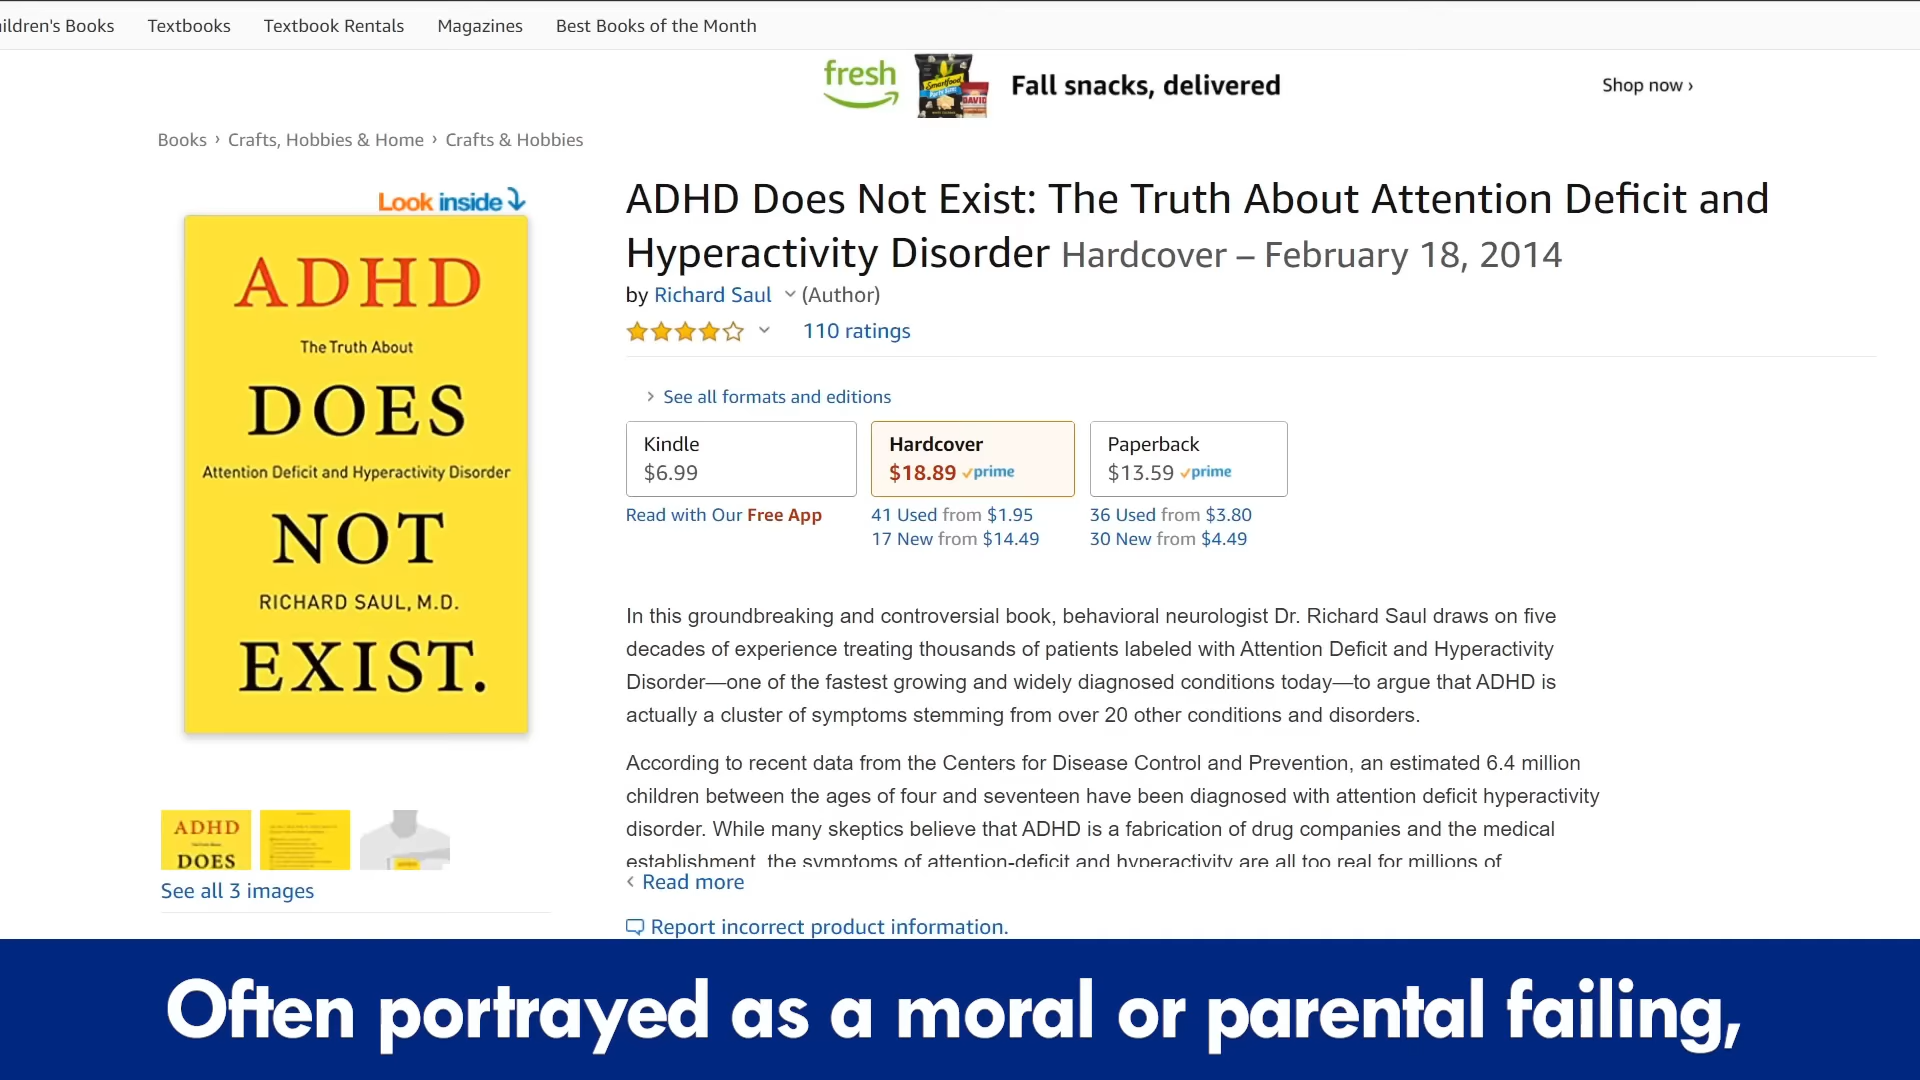 ildren's Books Textbooks Textbook Rentals Magazines Best Books of the Month
fresh
Smartfood
DAVID
Fall snacks, delivered
Shop now ›
Books › Crafts, Hobbies & Home › Crafts & Hobbies
Look inside
ADHD
The Truth About
DOES
Attention Deficit and Hyperactivity Disorder
NOT
RICHARD SAUL, M.D.
EXIST.
ADHD
DOES
See all 3 images
ADHD Does Not Exist: The Truth About Attention Deficit and
Hyperactivity Disorder Hardcover – February 18, 2014
by Richard Saul (Author)
110 ratings
› See all formats and editions
Kindle
$6.99
Read with Our Free App
Hardcover
$18.89 prime
41 Used from $1.95
17 New from $14.49
Paperback
$13.59 prime
36 Used from $3.80
30 New from $4.49
In this groundbreaking and controversial book, behavioral neurologist Dr. Richard Saul draws on five
decades of experience treating thousands of patients labeled with Attention Deficit and Hyperactivity
Disorder—one of the fastest growing and widely diagnosed conditions today—to argue that ADHD is
actually a cluster of symptoms stemming from over 20 other conditions and disorders.
According to recent data from the Centers for Disease Control and Prevention, an estimated 6.4 million
children between the ages of four and seventeen have been diagnosed with attention deficit hyperactivity
disorder. While many skeptics believe that ADHD is a fabrication of drug companies and the medical
establishment, the symptoms of attention-deficit and hyperactivity are all too real for millions of
‹ Read more
Report incorrect product information.
Often portrayed as a moral or parental failing,